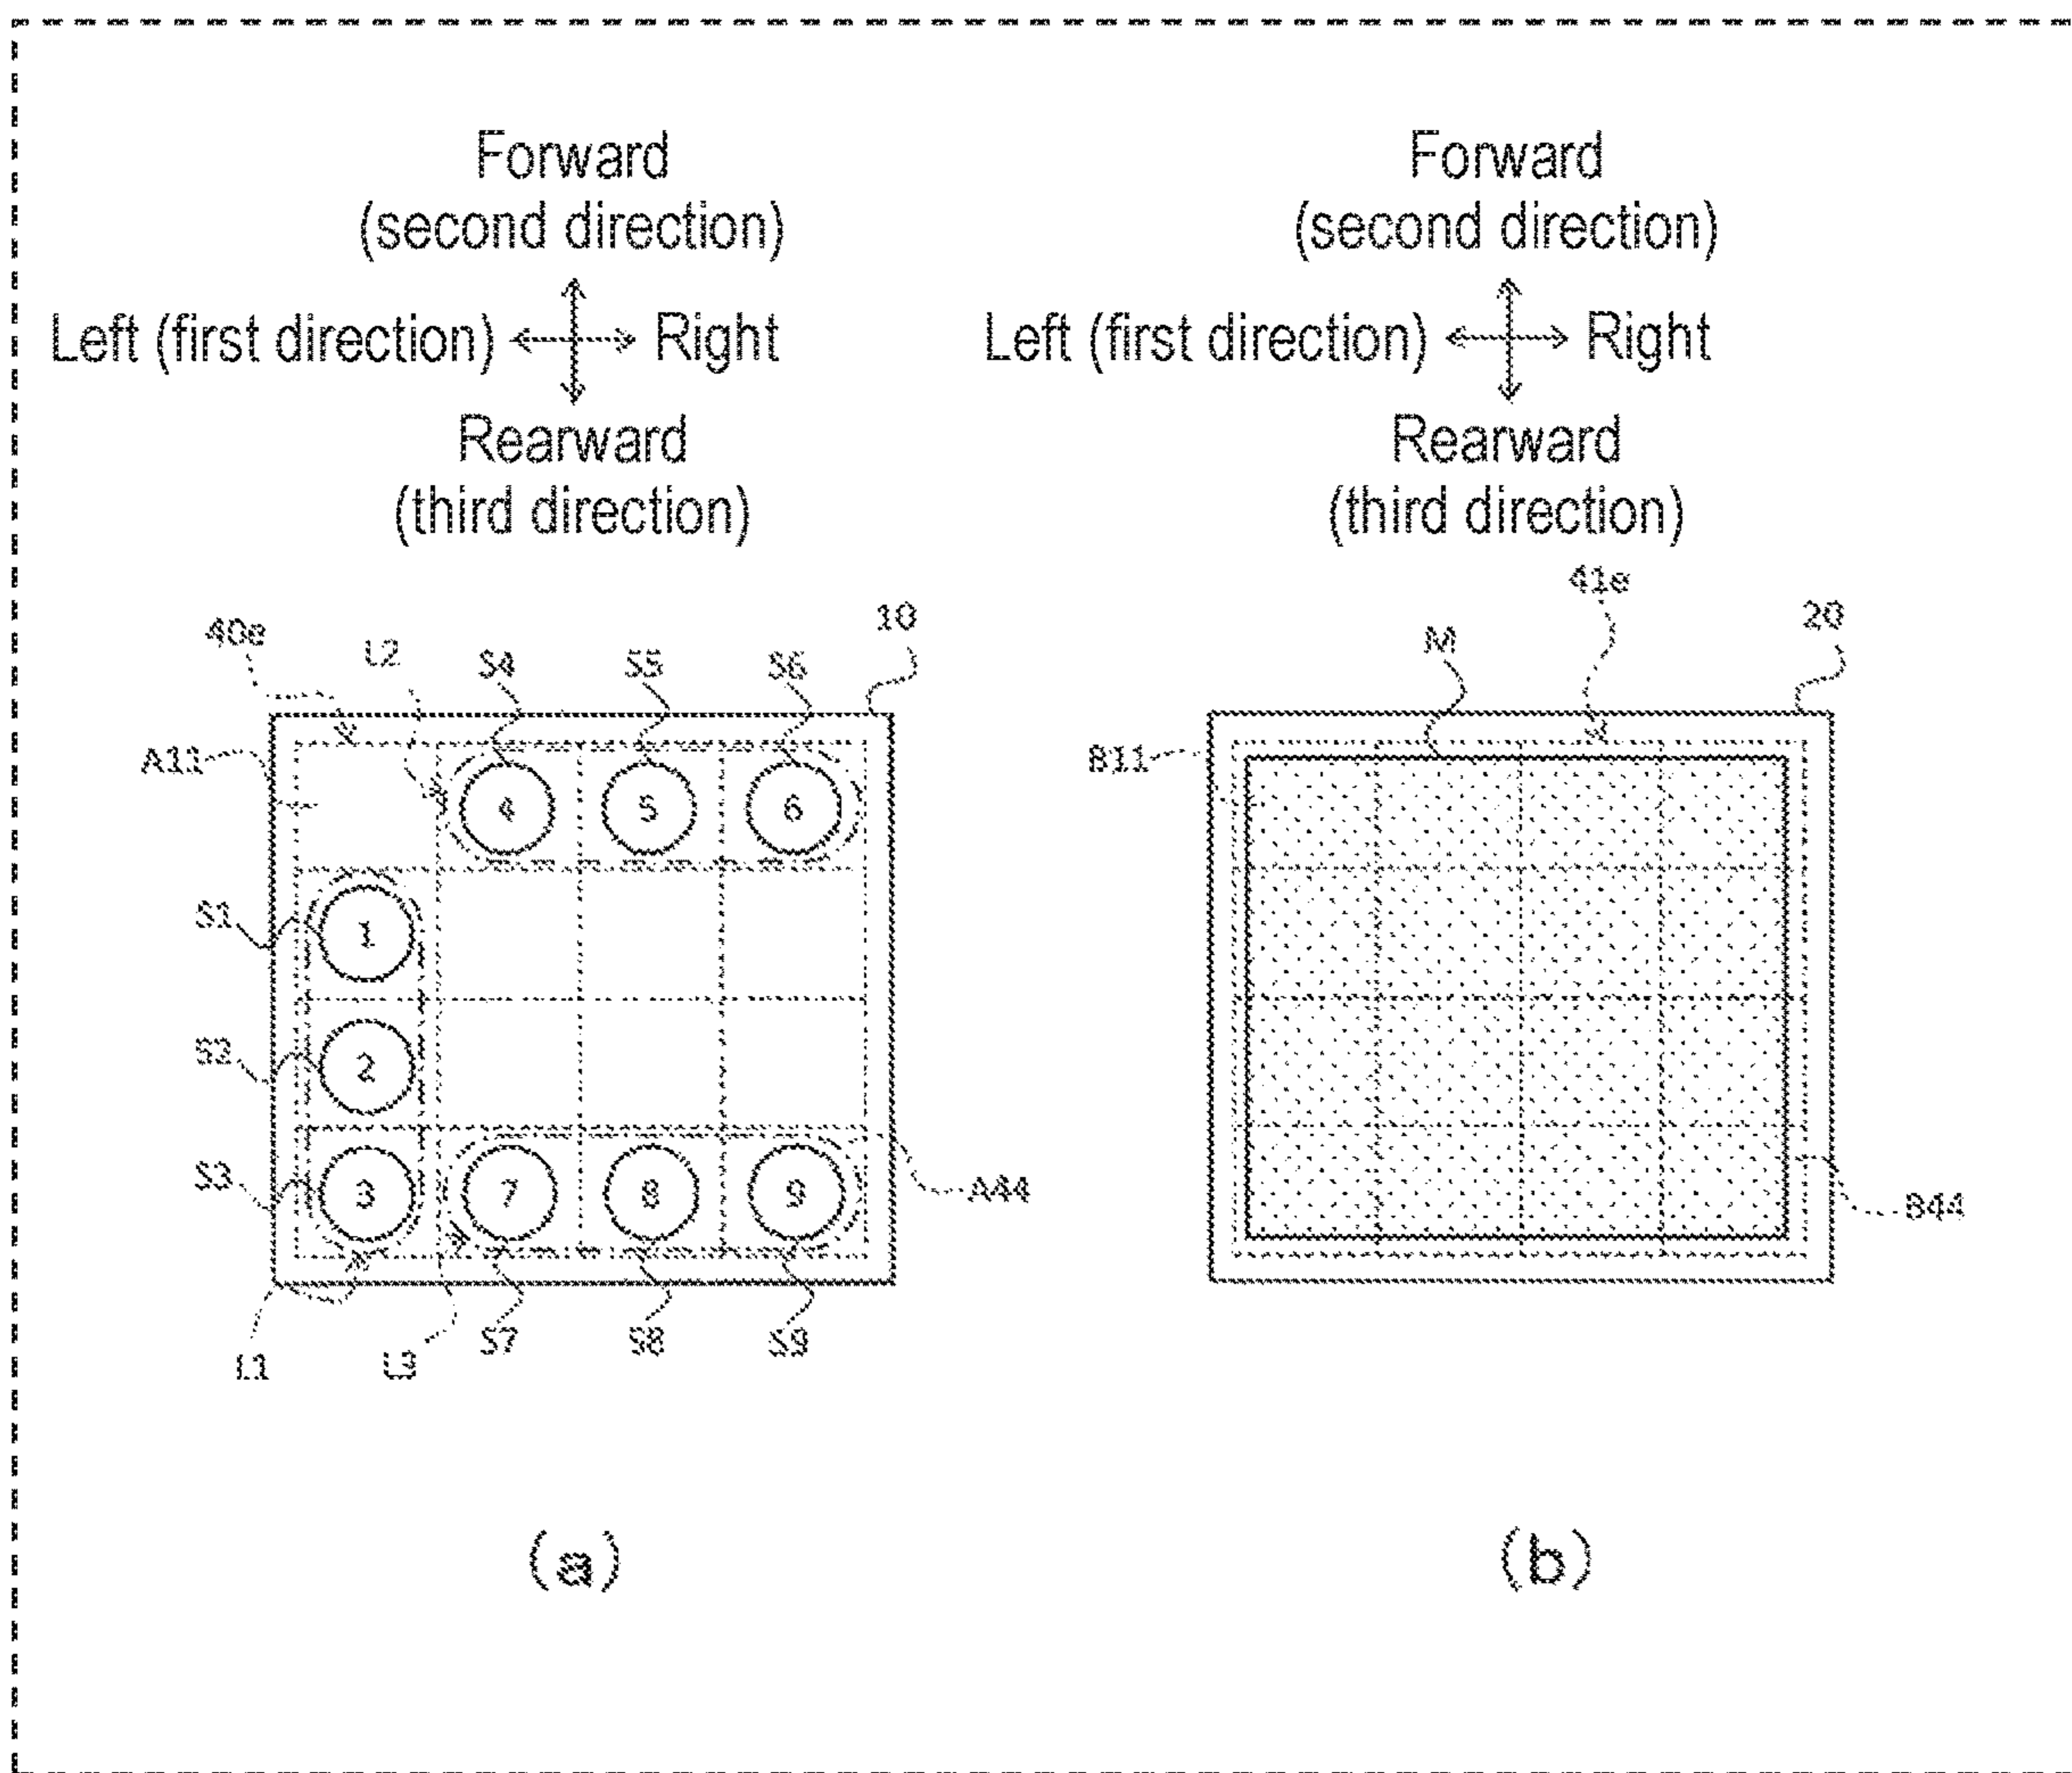 Forward
(second direction)
Left (first direction)
Right
Rearward
(third direction)
40e
L2
S4
S5
S6
10
A11
4
5
6
S1
1
S2
2
S3
3
7
8
9
A44
L1
L3
S7
S8
S9
(a)
Forward
(second direction)
Left (first direction)
Right
Rearward
(third direction)
41e
M
20
B11
B44
(b)